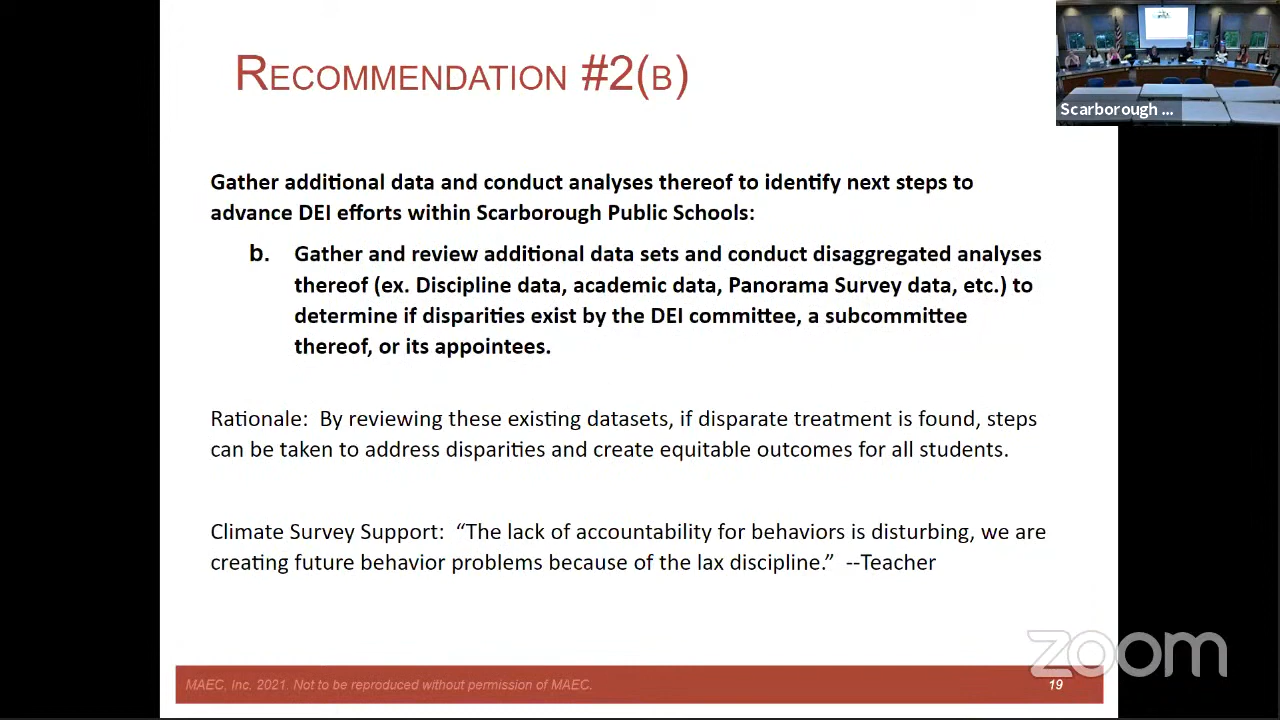 RECOMMENDATION #2(B)
Scarborough ...
Gather additional data and conduct analyses thereof to identify next steps to
advance DEI efforts within Scarborough Public Schools:
b. Gather and review additional data sets and conduct disaggregated analyses
thereof (ex. Discipline data, academic data, Panorama Survey data, etc.) to
determine if disparities exist by the DEI committee, a subcommittee
thereof, or its appointees.
Rationale: By reviewing these existing datasets, if disparate treatment is found, steps
can be taken to address disparities and create equitable outcomes for all students.
Climate Survey Support: “The lack of accountability for behaviors is disturbing, we are
creating future behavior problems because of the lax discipline.” --Teacher
zoom
MAEC, Inc. 2021. Not to be reproduced without permission of MAEC.
19